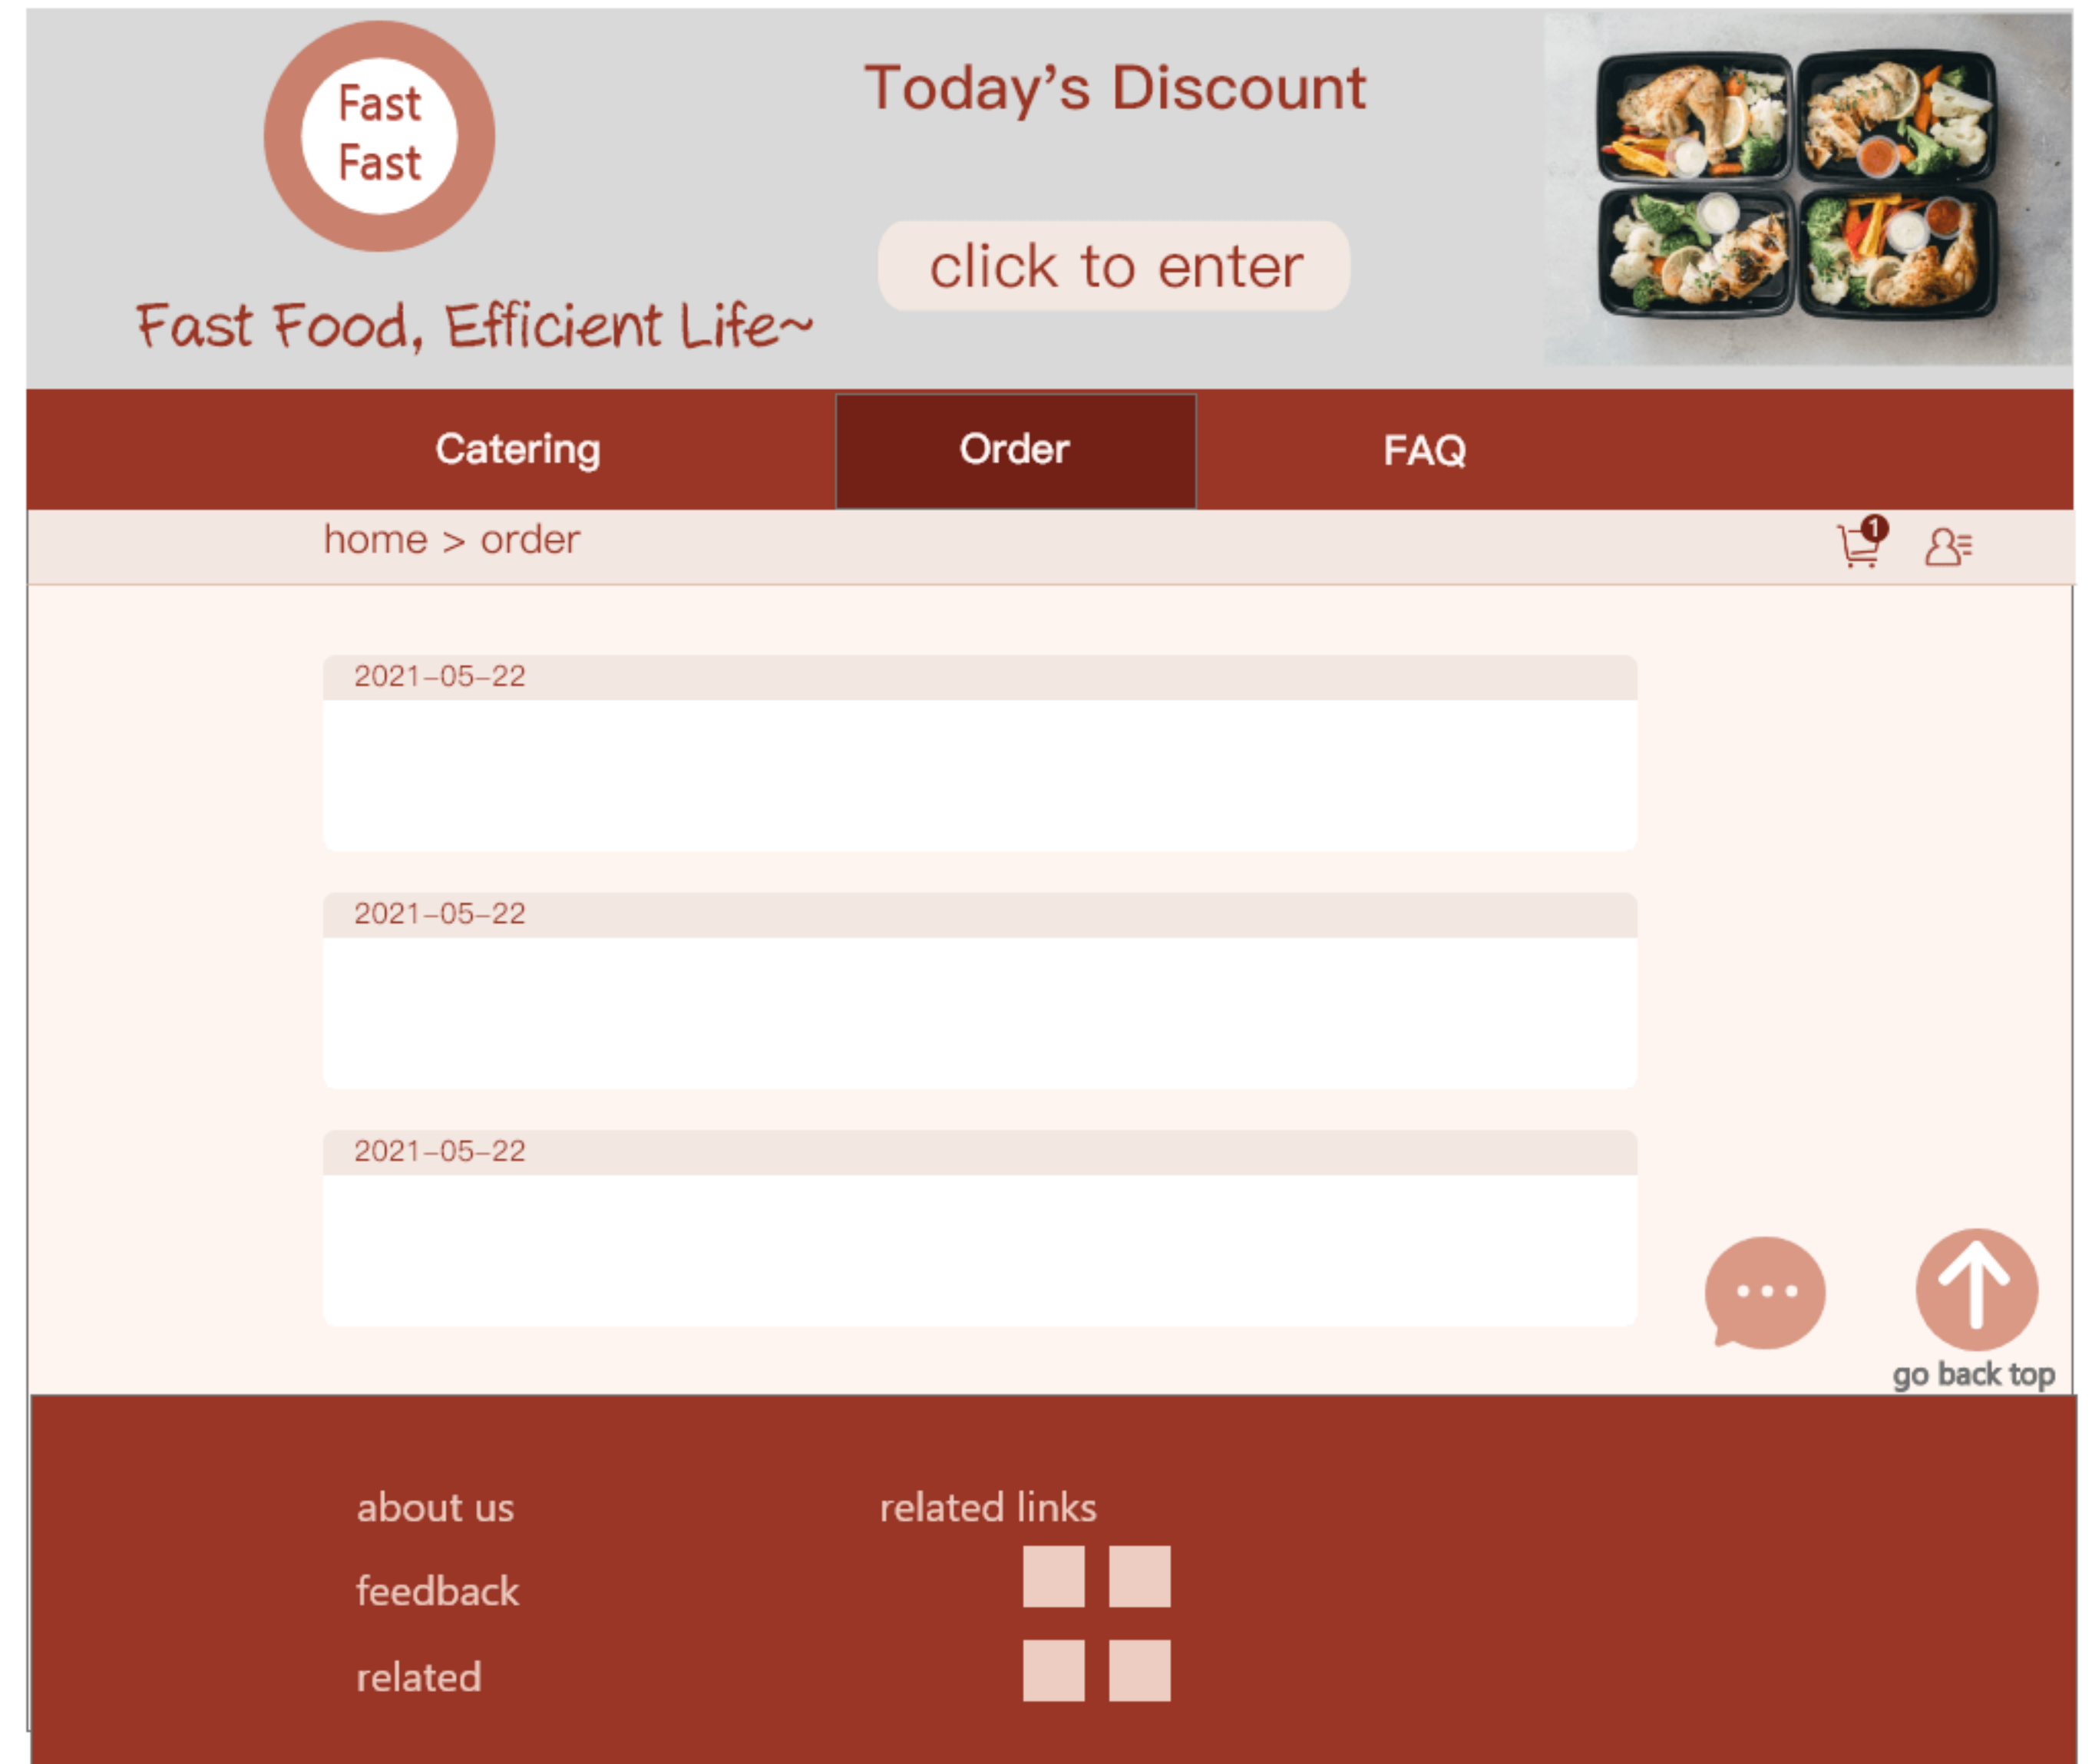 Fast
Fast
Fast Food, Efficient Life~
Today's Discount
click to enter
Catering
Order
FAQ
home > order
1
2021-05-22
2021-05-22
2021-05-22
go back top
about us
feedback
related
related links